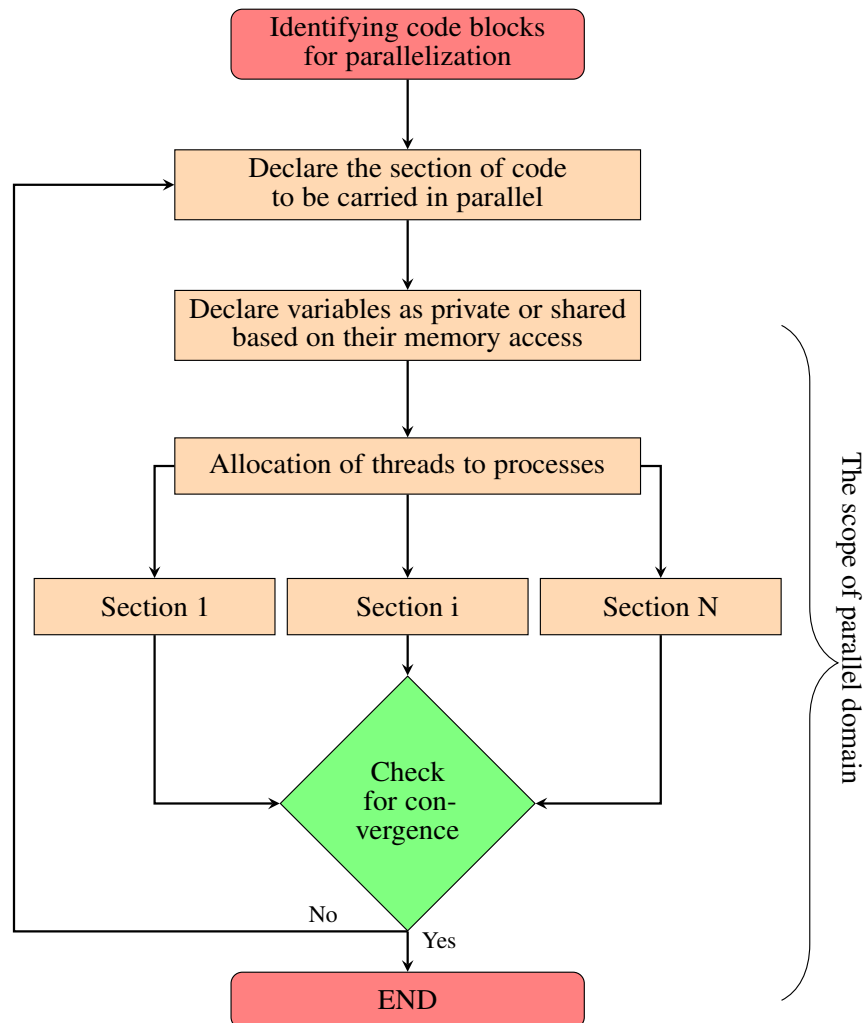 Identifying code blocks
for parallelization
Declare the section of code
to be carried in parallel
Declare variables as private or shared
based on their memory access
Allocation of threads to processes
Section 1
Section i
Section N
The scope of parallel domain
Check
for con-
vergence
No
Yes
END